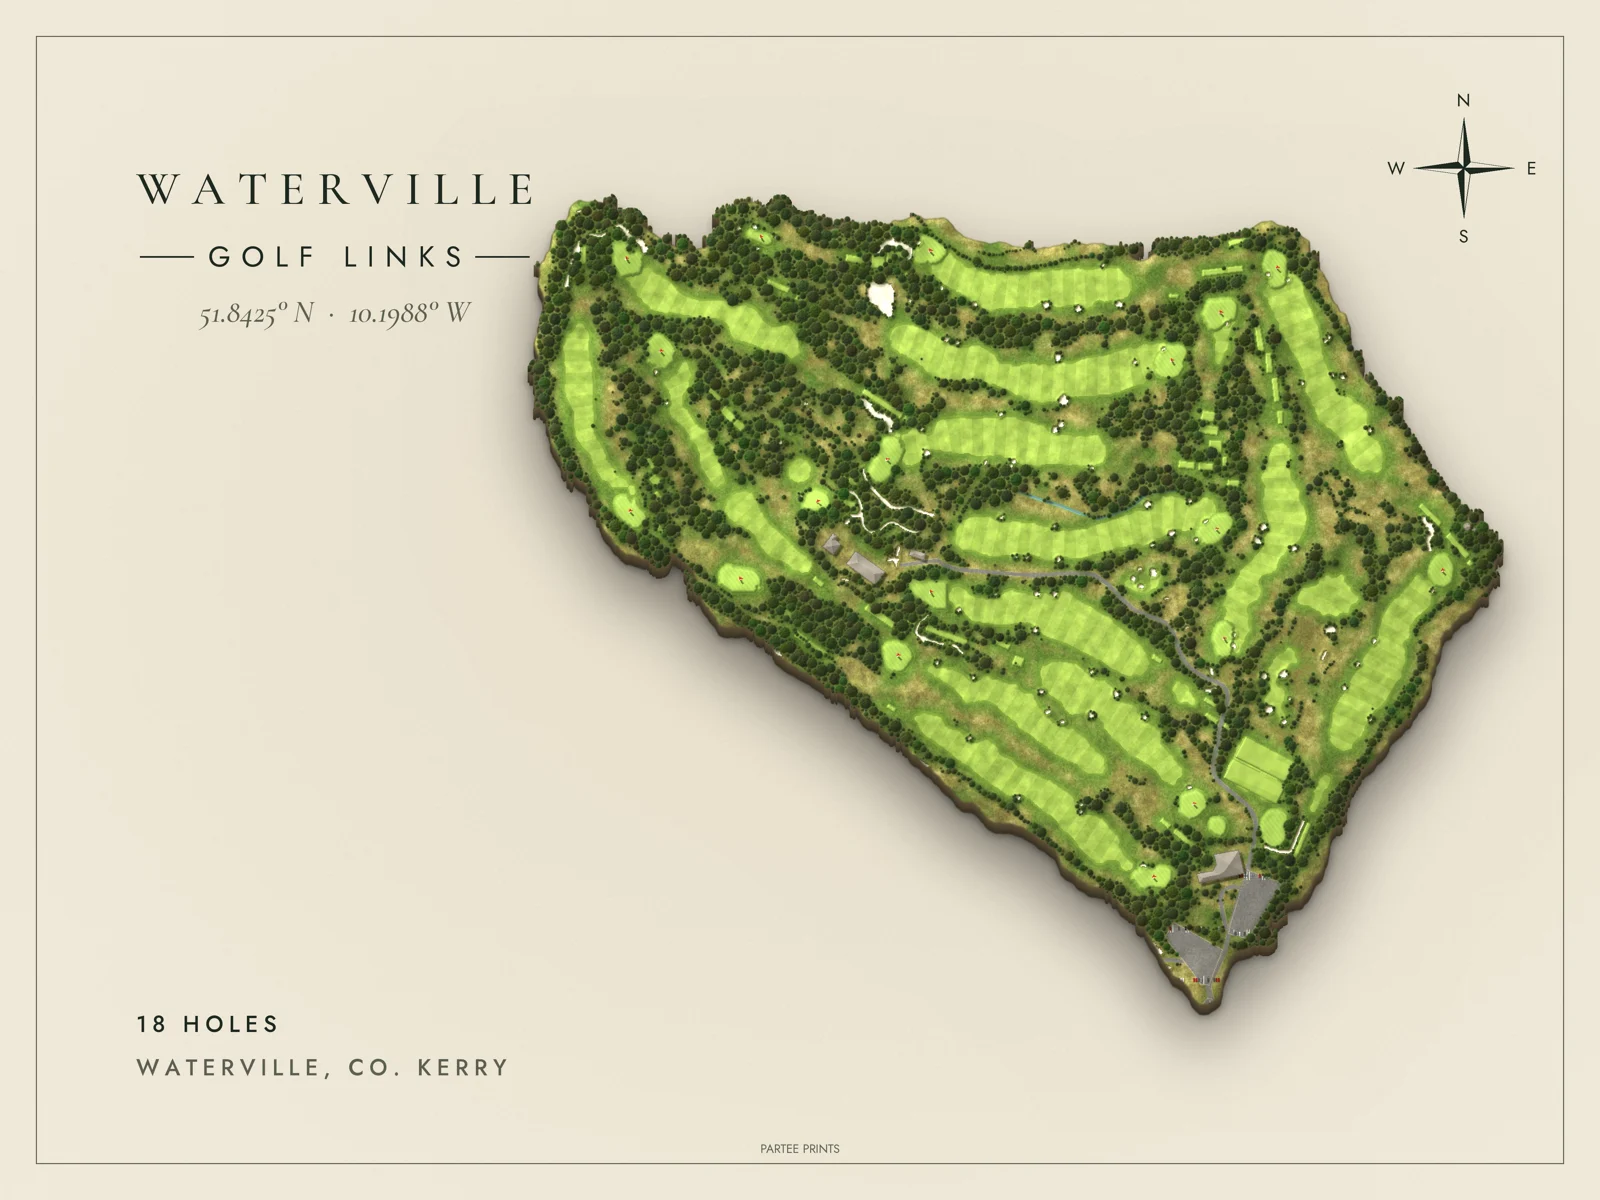 WATERVILLE
GOLF LINKS
51.8425° N · 10.1988° W
N
W E
S
18 HOLES
WATERVILLE, CO. KERRY
PARTEE PRINTS